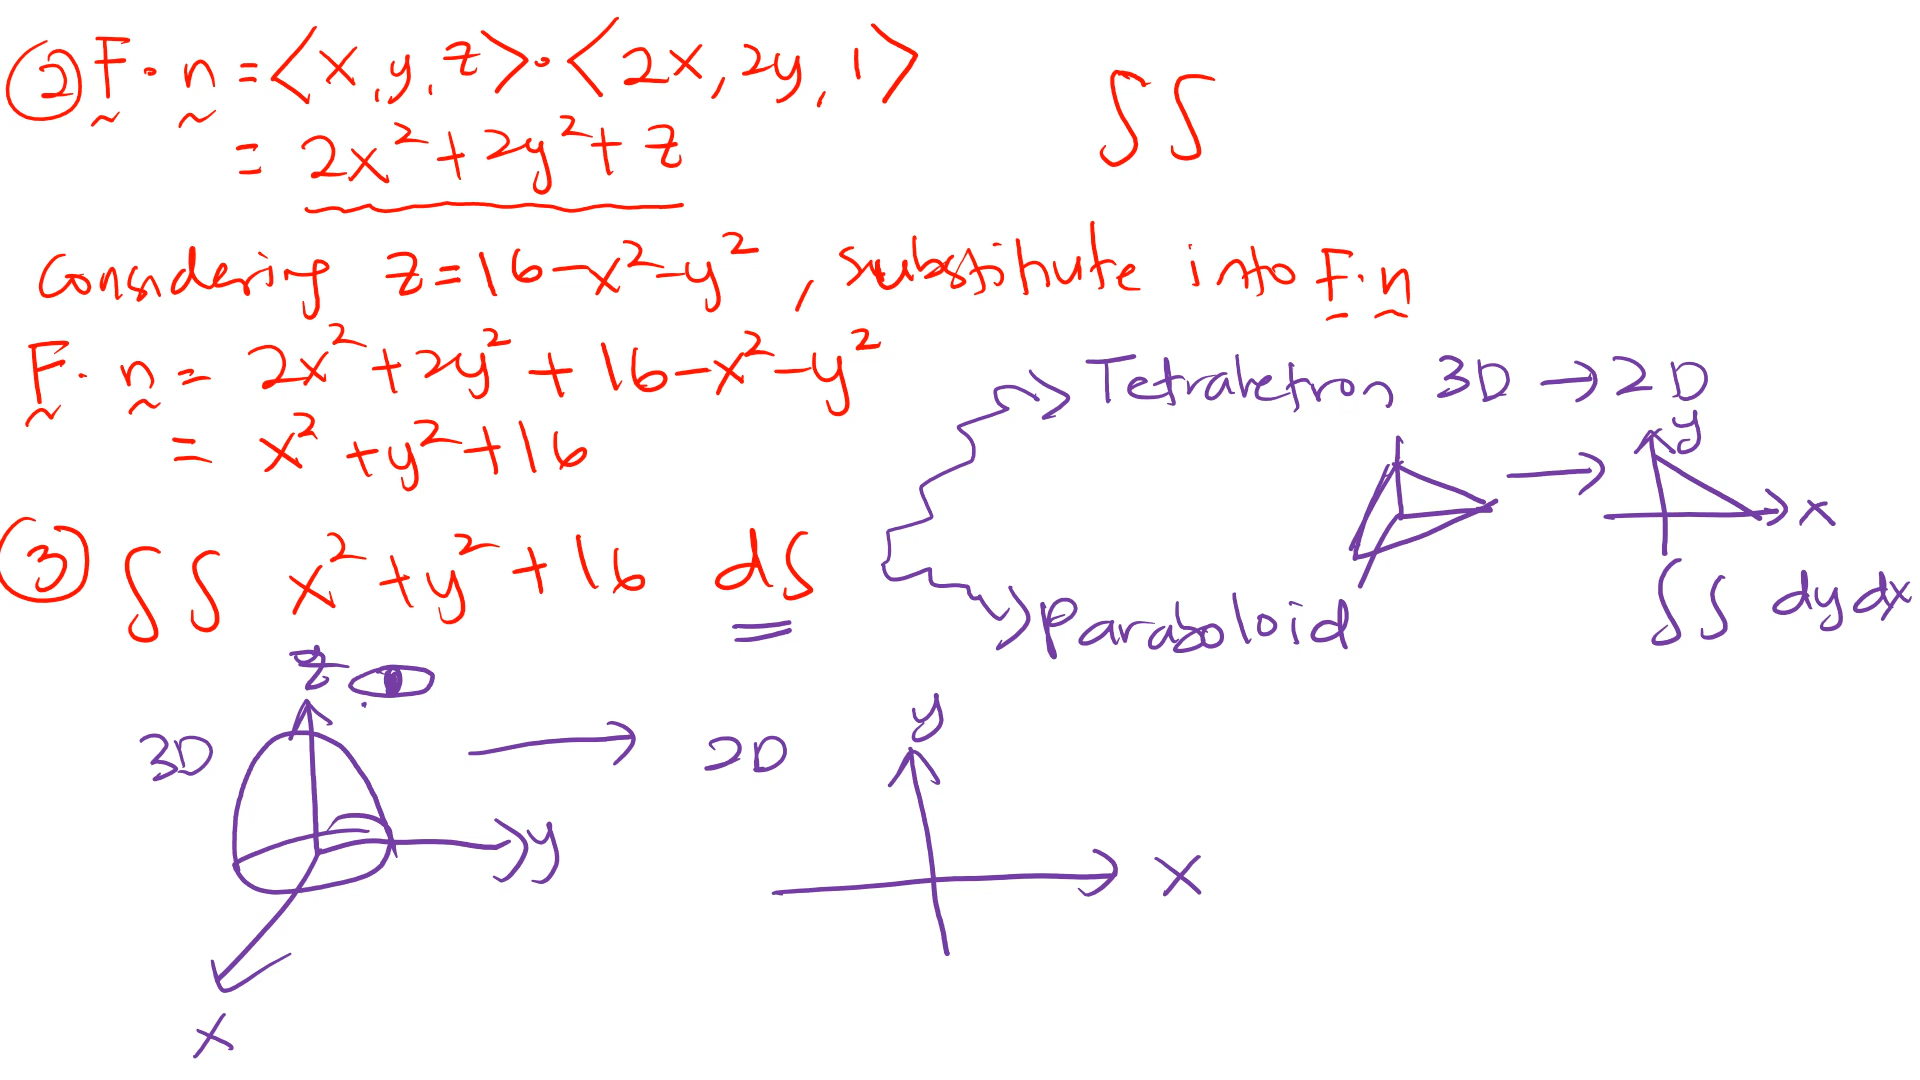 ② F · n = <x, y, z> · <2x, 2y, 1>
= 2x² + 2y² + z
∫∫
Considering z = 16 - x² - y², substitute into F · n
F · n = 2x² + 2y² + 16 - x² - y²
= x² + y² + 16
Tetrahetron 3D → 2D
y
x
∫∫ dy dx
③ ∫∫ x² + y² + 16 dS
Paraboloid
z
3D
y
x
2D
y
x